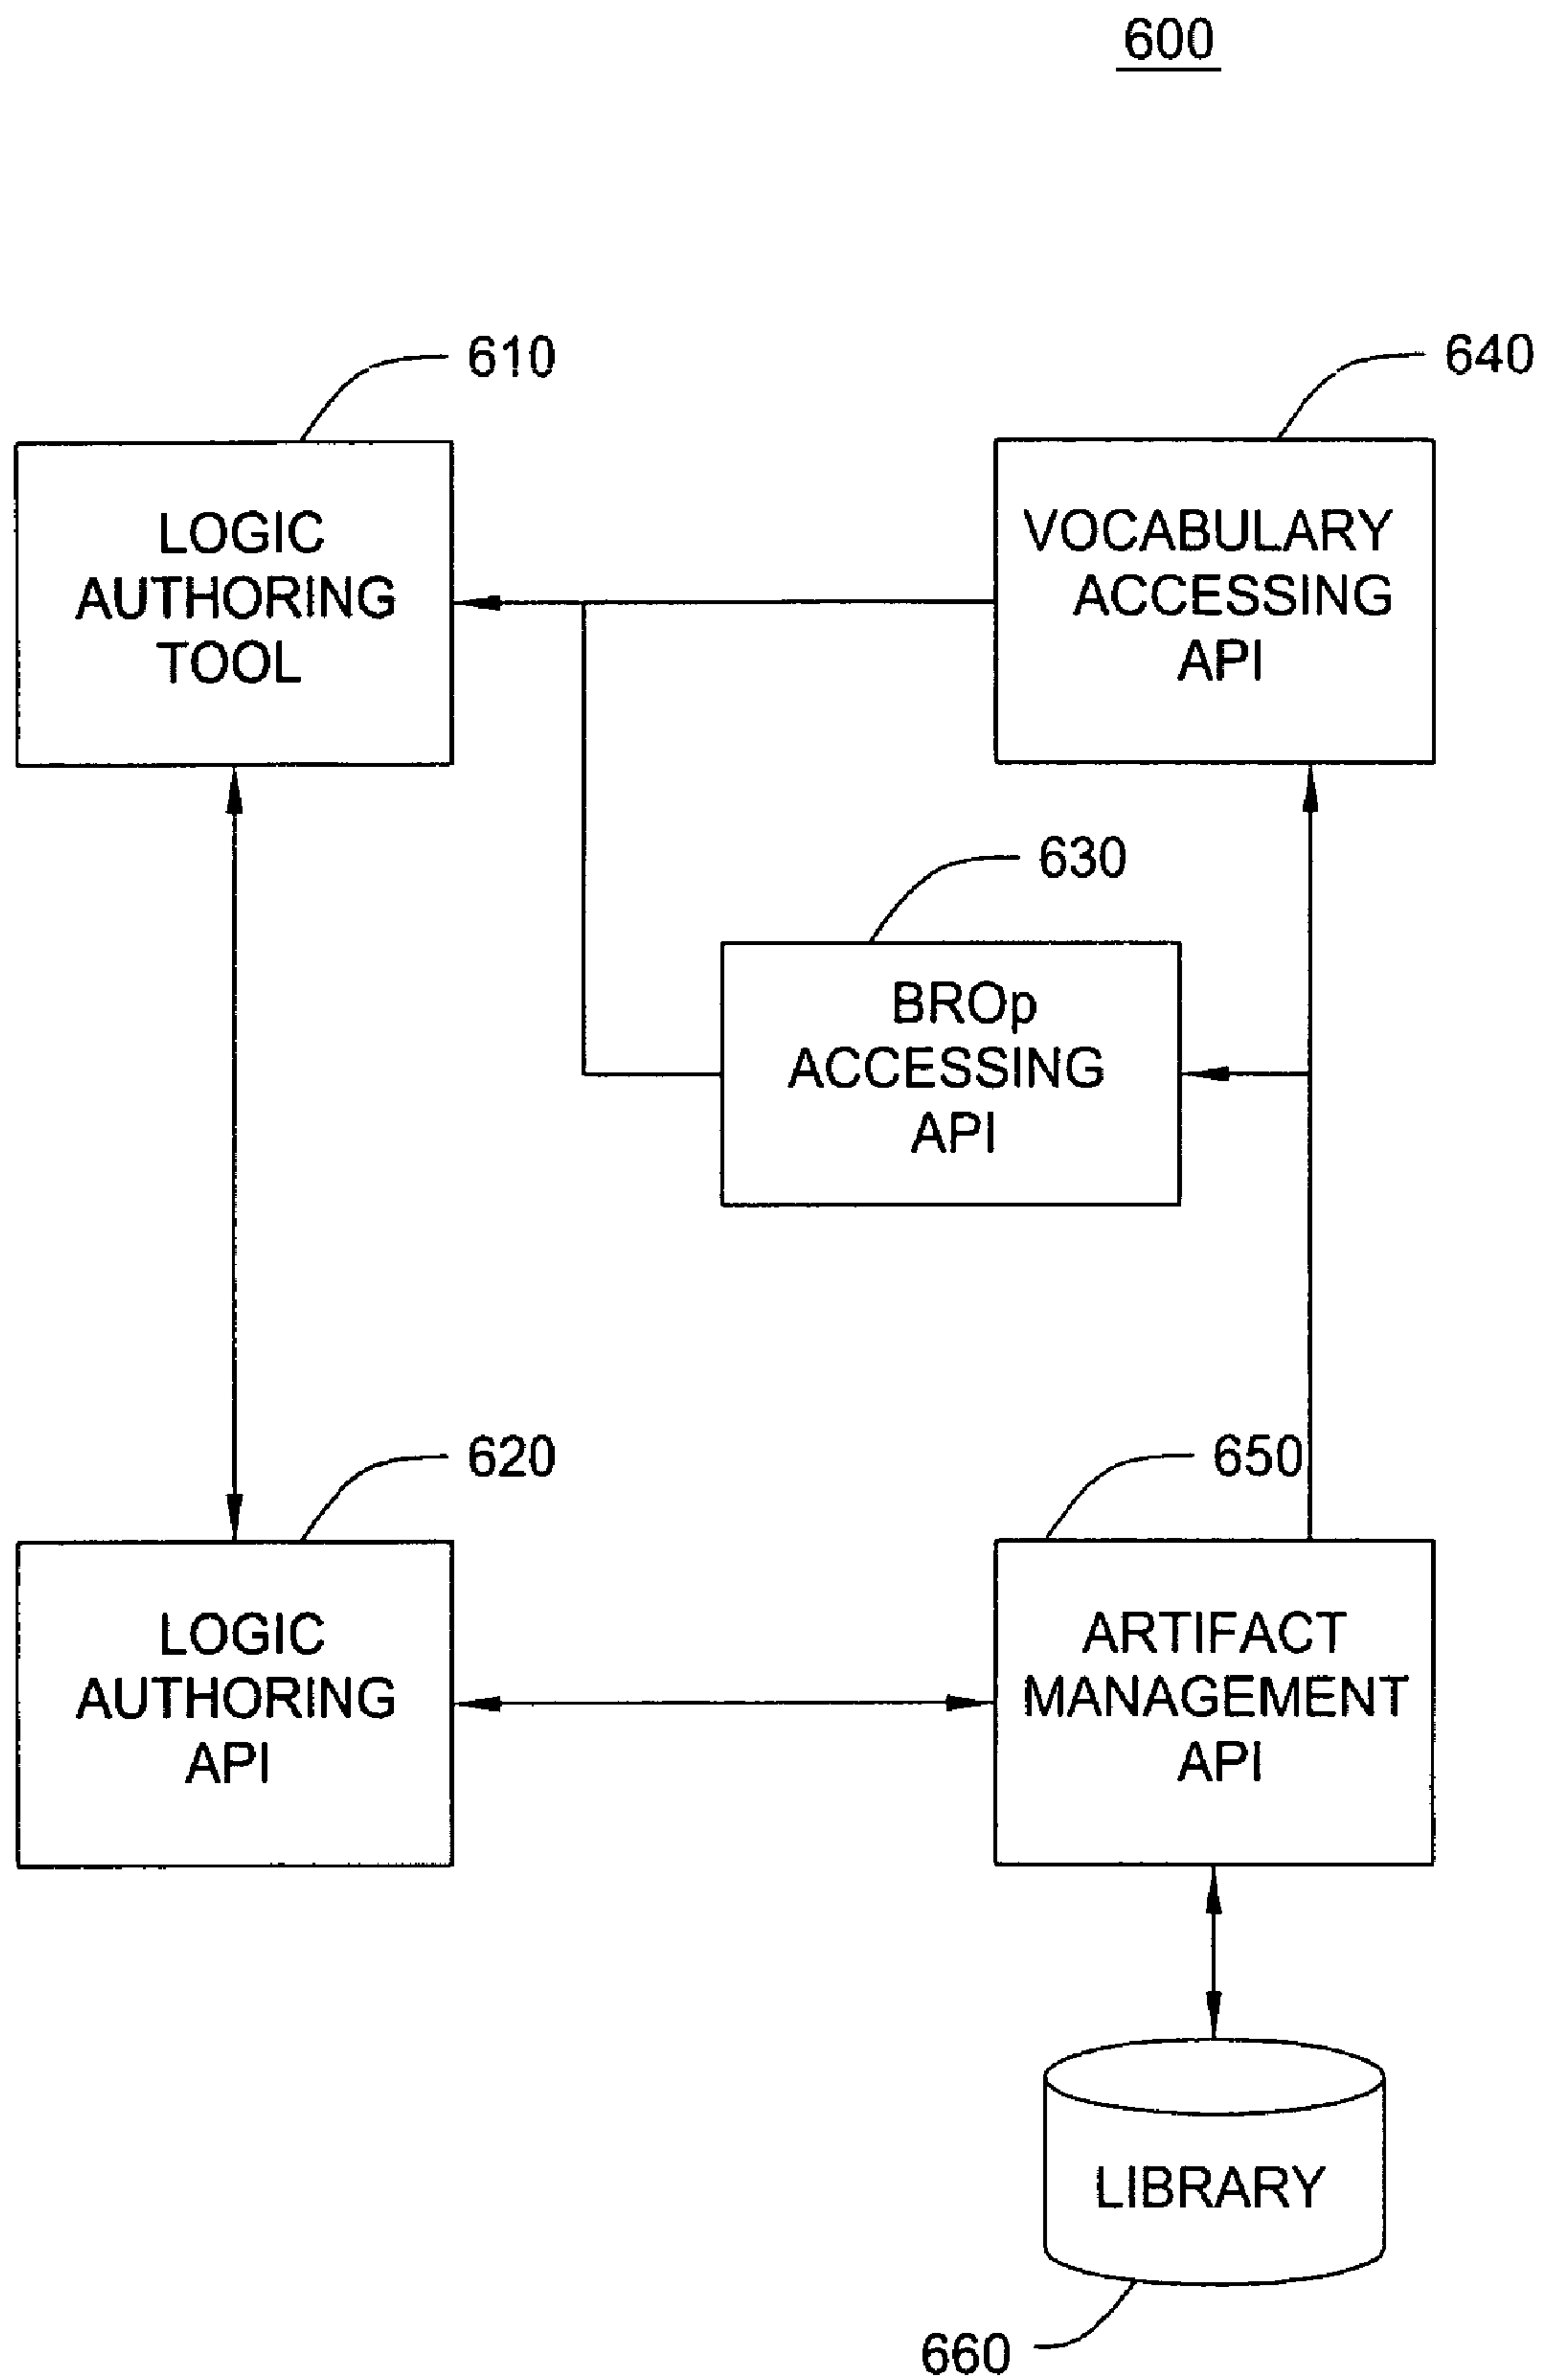 600
610
640
LOGIC
AUTHORING
TOOL
VOCABULARY
ACCESSING
API
630
BROp
ACCESSING
API
620
650
LOGIC
AUTHORING
API
ARTIFACT
MANAGEMENT
API
LIBRARY
660